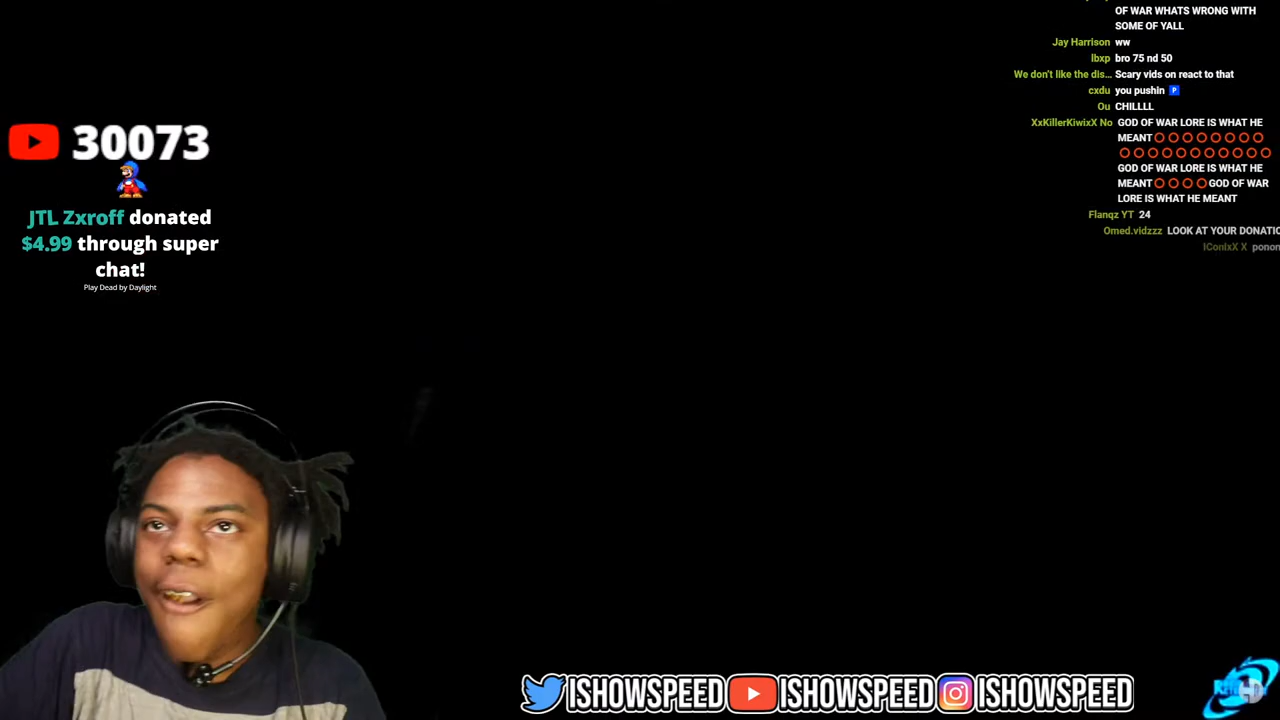 OF WAR WHATS WRONG WITH
SOME OF YALL
Jay Harrison ww
lbxp bro 75 nd 50
We don't like the dis... Scary vids on react to that
cxdu you pushin 🅿
Ou CHILLLL
XxKillerKiwixX No GOD OF WAR LORE IS WHAT HE
MEANT⭕⭕⭕⭕⭕⭕⭕⭕
⭕⭕⭕⭕⭕⭕⭕⭕⭕⭕⭕
GOD OF WAR LORE IS WHAT HE
MEANT⭕⭕⭕⭕GOD OF WAR
LORE IS WHAT HE MEANT
Flanqz YT 24
Omed.vidzzz LOOK AT YOUR DONATIO
IConIxX X ponon
30073
JTL Zxroff donated
$4.99 through super
chat!
Play Dead by Daylight
ISHOWSPEED ISHOWSPEED ISHOWSPEED